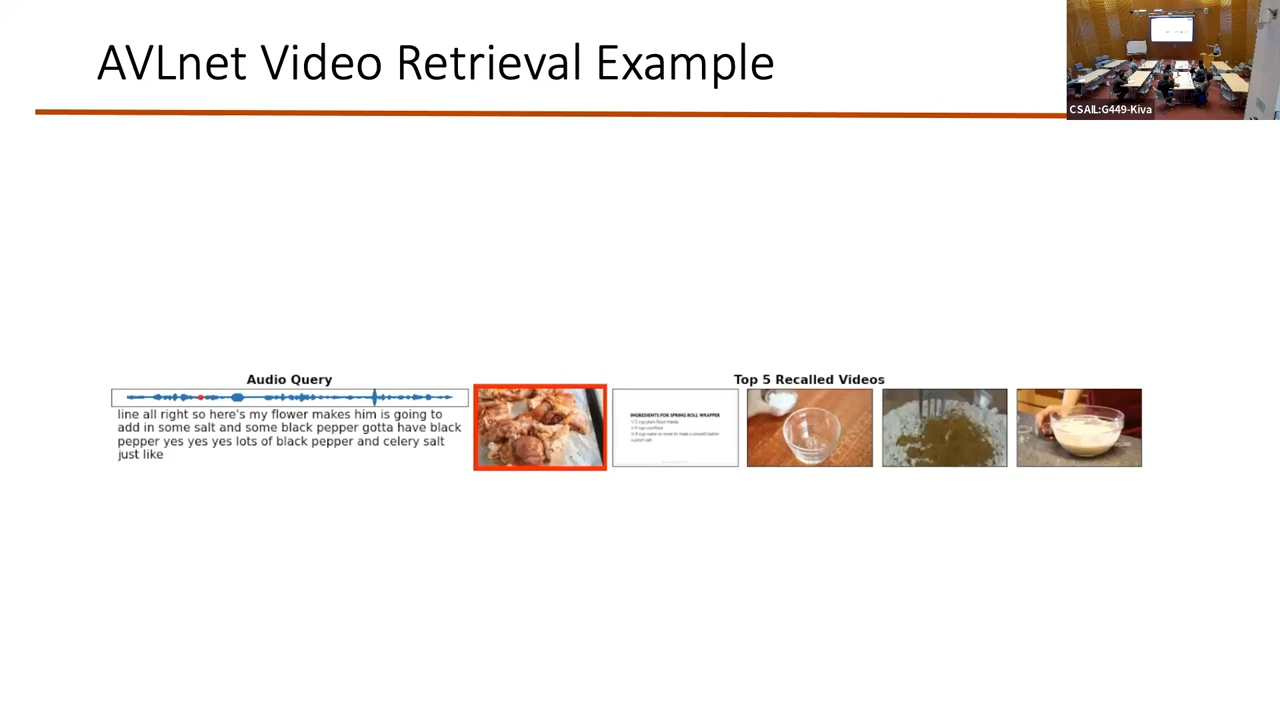 AVLnet Video Retrieval Example
CSAIL:G449-Kiva
Audio Query
line all right so here's my flower makes him is going to
add in some salt and some black pepper gotta have black
pepper yes yes yes lots of black pepper and celery salt
just like
Top 5 Recalled Videos
INGREDIENTS FOR SPRING ROLL WRAPPER